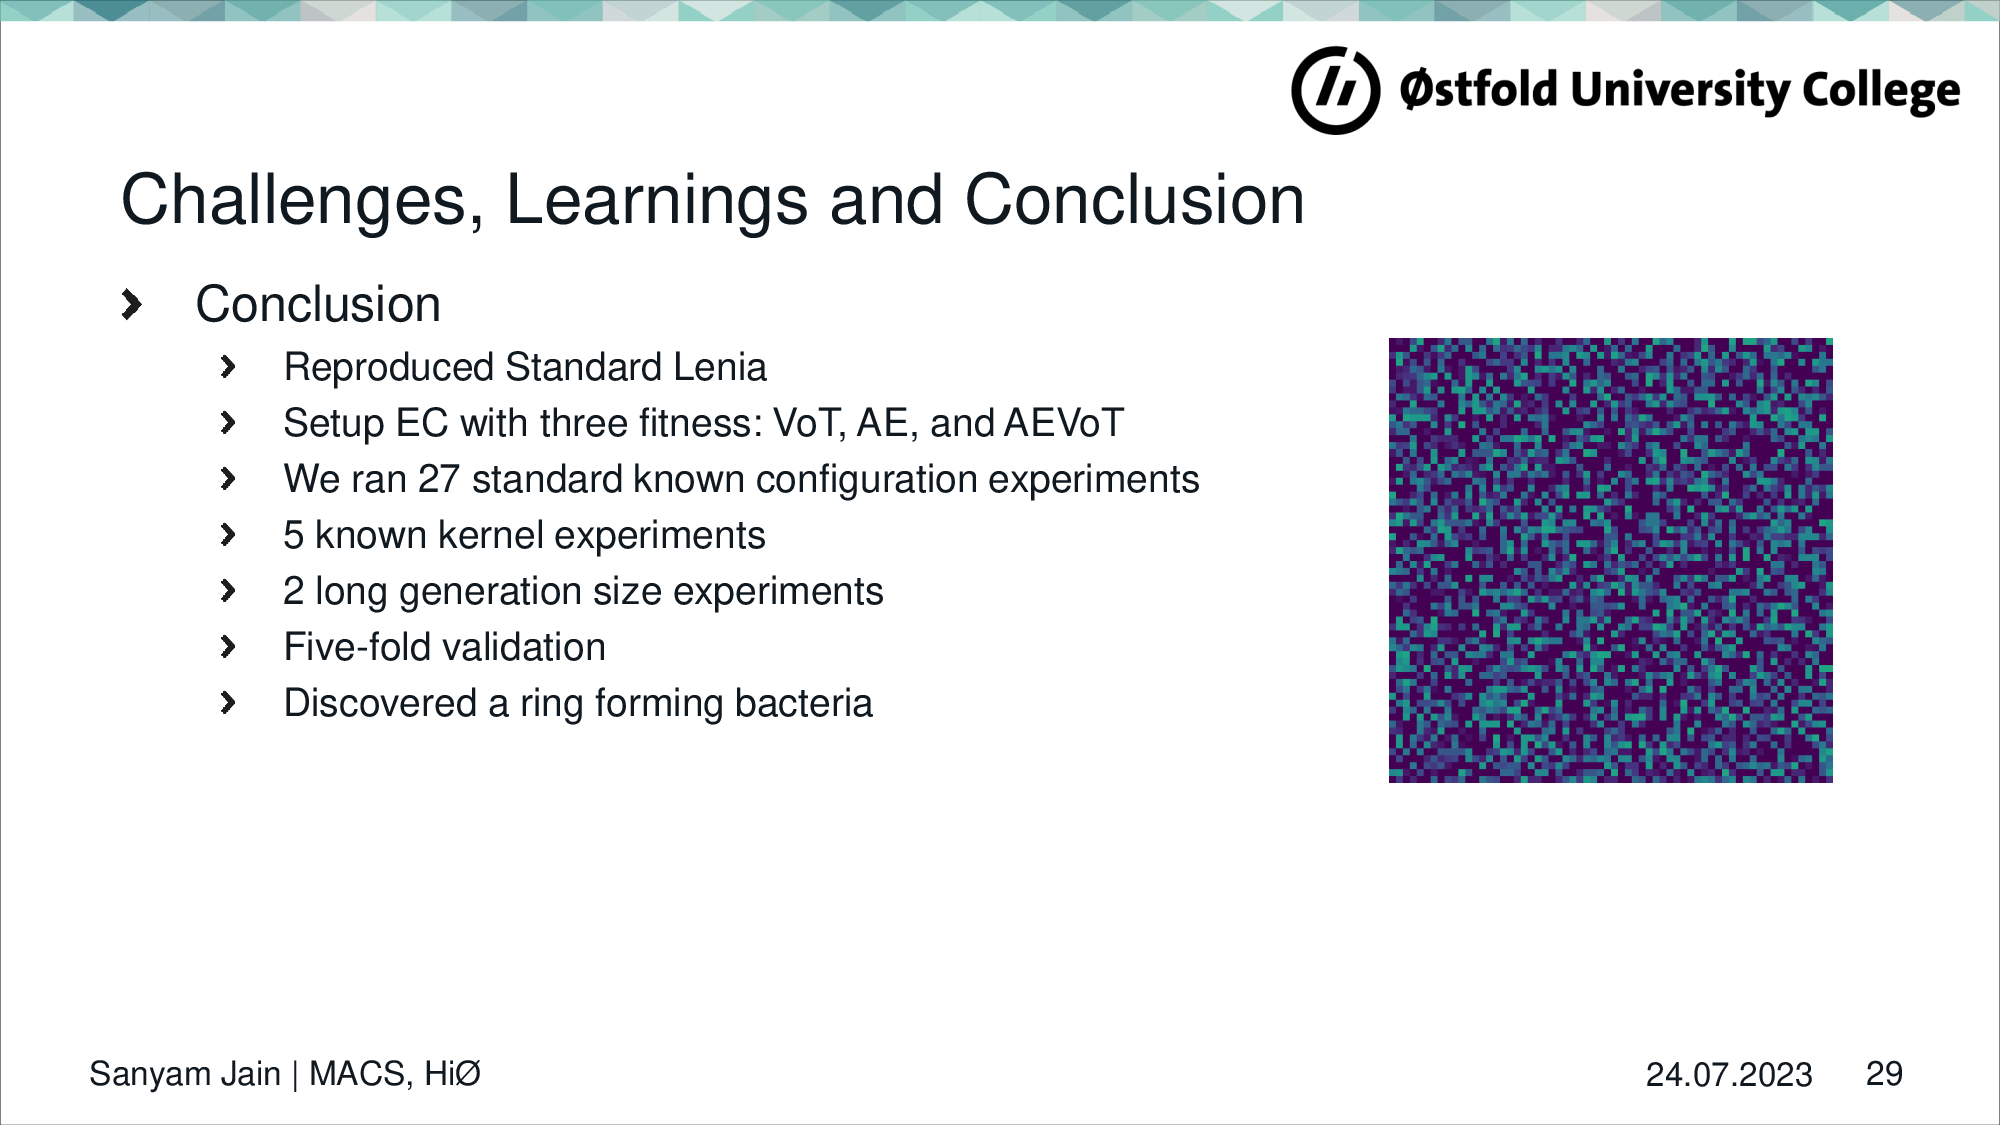 Østfold University College
Challenges, Learnings and Conclusion
Conclusion
Reproduced Standard Lenia
Setup EC with three fitness: VoT, AE, and AEVoT
We ran 27 standard known configuration experiments
5 known kernel experiments
2 long generation size experiments
Five-fold validation
Discovered a ring forming bacteria
Sanyam Jain | MACS, HiØ
24.07.2023
29